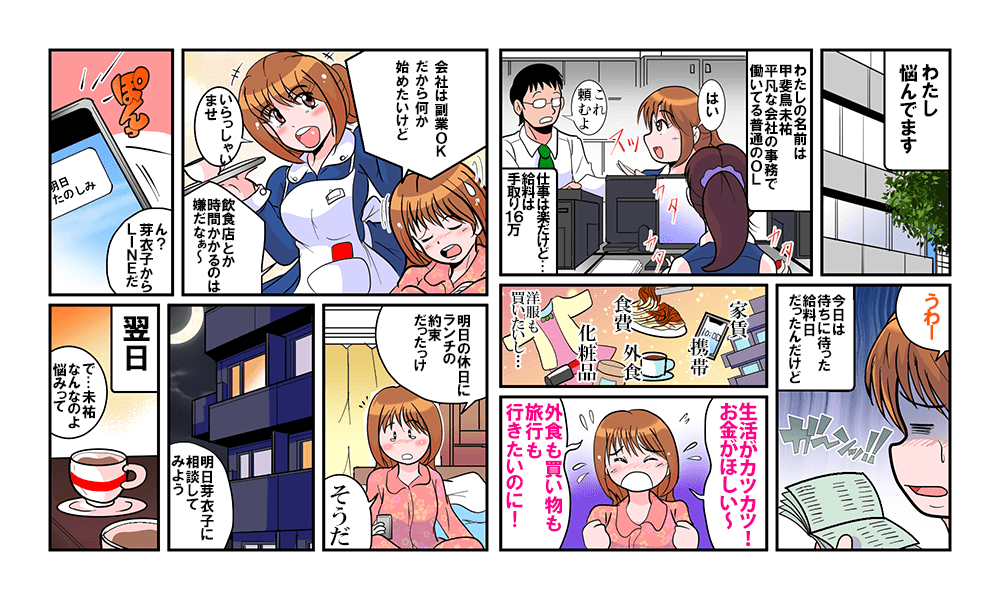 わたし
悩んでます
わたしの名前は
甲斐鳥未祐
平凡な会社の事務で
働いてる普通のOL
はい
これ
頼むよ
スイッ
カタ
カタ
カタ
仕事は楽だけど…
給料は
手取り16万
うわー
今日は
待ちに待った
給料日
だったんだけど
ガーンッ!!
家賃
携帯
食費
外食
化粧品
洋服も
買いたいし…
生活がカツカツ!
お金がほしい～
外食も買い物も
旅行も
行きたいのに!
会社は副業OK
だから何か
始めたいけど
いらっしゃい
ませ
飲食店とか
時間かかるのは
嫌だなぁ～
ぽんっ
明日
たのしみ
ん?
芽衣子から
LINEだ
明日の休日に
ランチの
約束
だったっけ
そうだ
明日芽衣子に
相談して
みよう
翌日
で…未祐
なんなのよ
悩みって